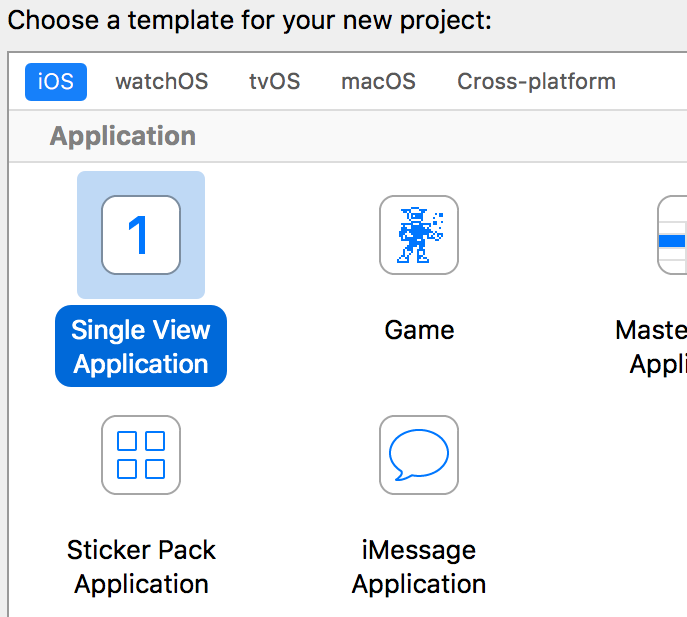 Choose a template for your new project:
iOS watchOS tvOS macOS Cross-platform
Application
1
Single View
Application
Game
Maste
Appli
Sticker Pack
Application
iMessage
Application